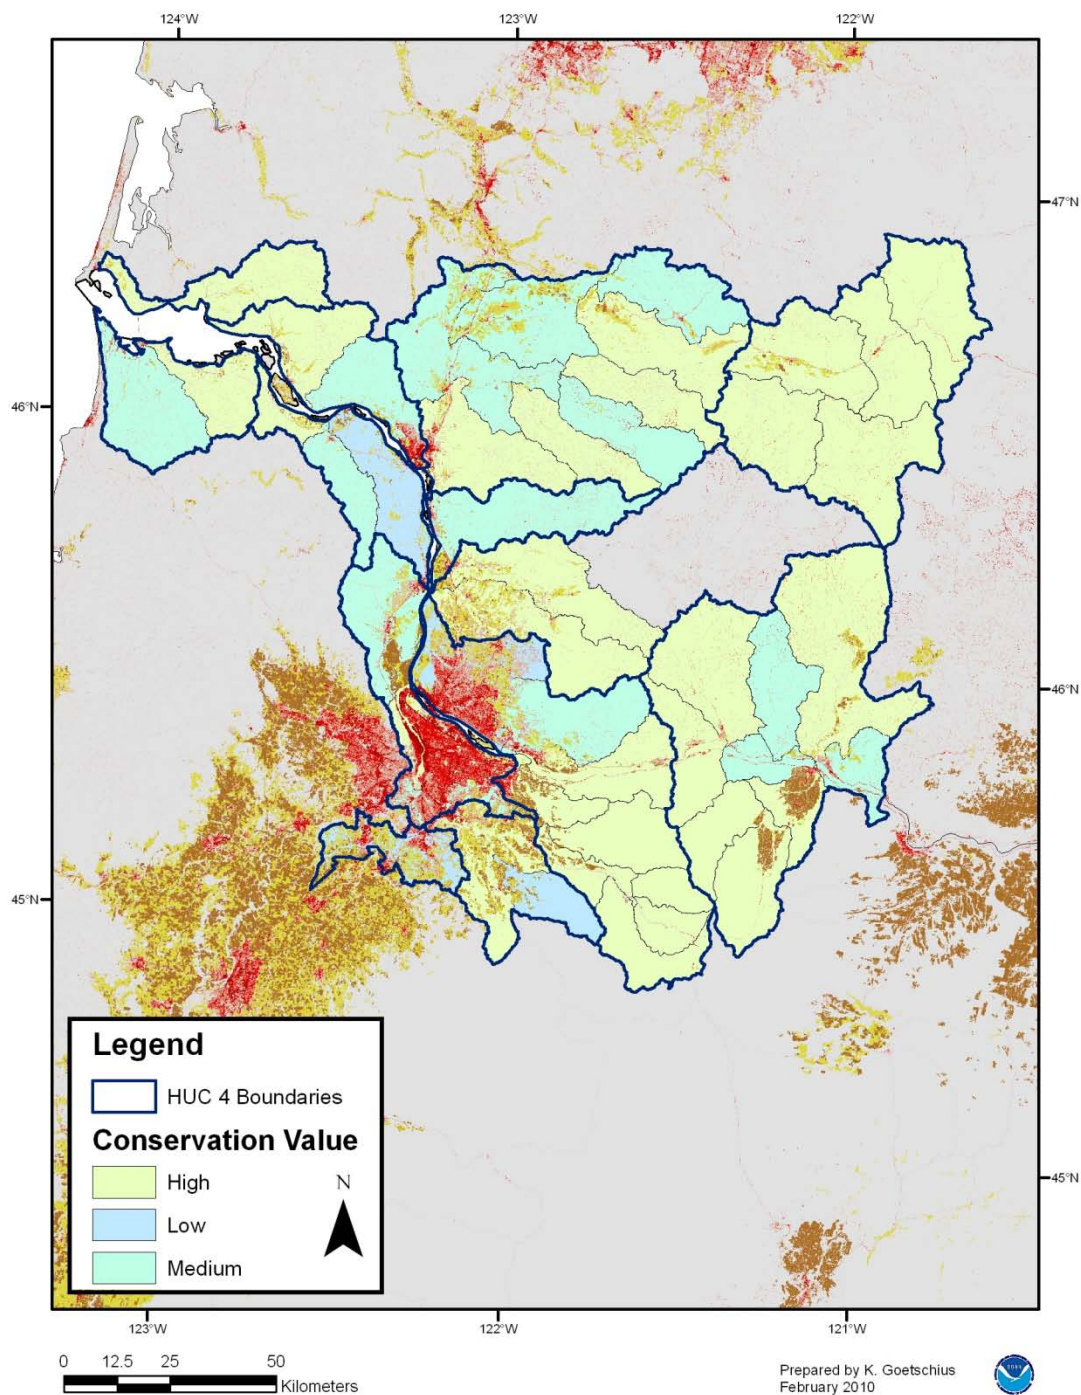 124°W
123°W
122°W
47°N
46°N
46°N
45°N
45°N
Legend
HUC 4 Boundaries
Conservation Value
High
N
Low
Medium
123°W
122°W
121°W
0 12.5 25 50
Kilometers
Prepared by K. Goetschius
February 2010